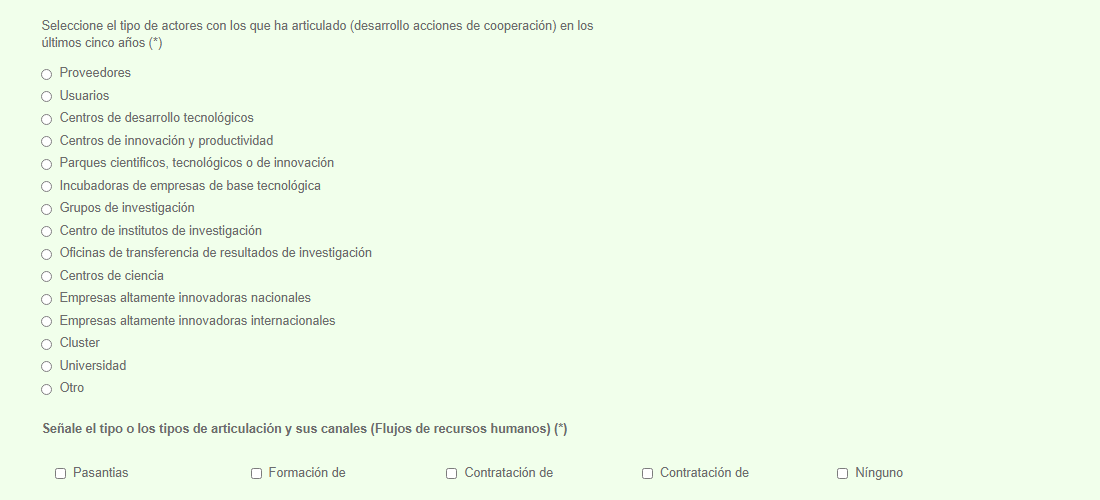 Seleccione el tipo de actores con los que ha articulado (desarrollo acciones de cooperación) en los
últimos cinco años (*)
Proveedores
Usuarios
Centros de desarrollo tecnológicos
Centros de innovación y productividad
Parques cientificos, tecnológicos o de innovación
Incubadoras de empresas de base tecnológica
Grupos de investigación
Centro de institutos de investigación
Oficinas de transferencia de resultados de investigación
Centros de ciencia
Empresas altamente innovadoras nacionales
Empresas altamente innovadoras internacionales
Cluster
Universidad
Otro
Señale el tipo o los tipos de articulación y sus canales (Flujos de recursos humanos) (*)
Pasantias Formación de Contratación de Contratación de Nínguno